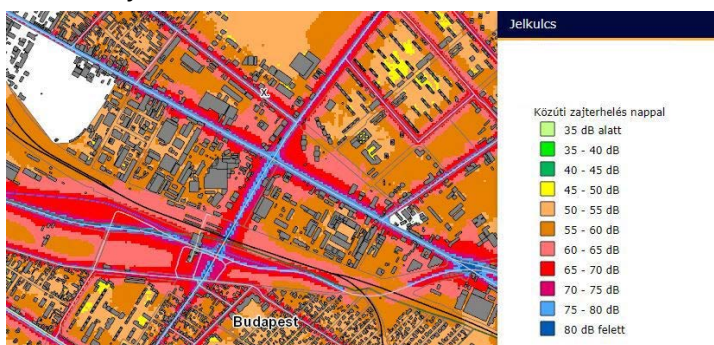 Jelkulcs
X.
Budapest
Közúti zajterhelés nappal
35 dB alatt
35 - 40 dB
40 - 45 dB
45 - 50 dB
50 - 55 dB
55 - 60 dB
60 - 65 dB
65 - 70 dB
70 - 75 dB
75 - 80 dB
80 dB felett